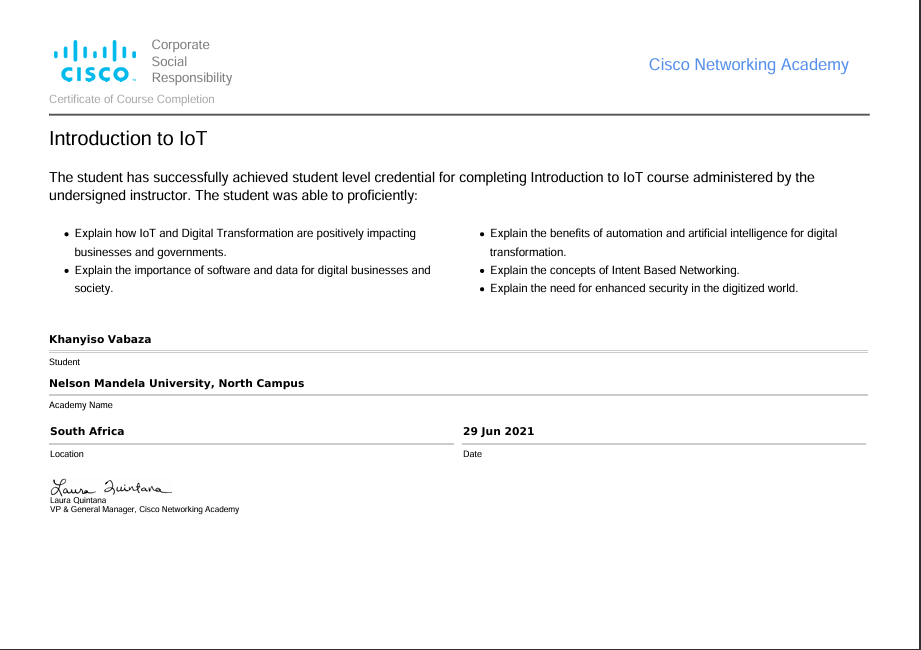 Corporate
Social
Responsibility
CISCO
Cisco Networking Academy
Certificate of Course Completion
Introduction to IoT
The student has successfully achieved student level credential for completing Introduction to IoT course administered by the
undersigned instructor. The student was able to proficiently:
• Explain how IoT and Digital Transformation are positively impacting
businesses and governments.
• Explain the importance of software and data for digital businesses and
society.
• Explain the benefits of automation and artificial intelligence for digital
transformation.
• Explain the concepts of Intent Based Networking.
• Explain the need for enhanced security in the digitized world.
Khanyiso Vabaza
Student
Nelson Mandela University, North Campus
Academy Name
South Africa
Location
29 Jun 2021
Date
Laura Quintana
Laura Quintana
VP & General Manager, Cisco Networking Academy